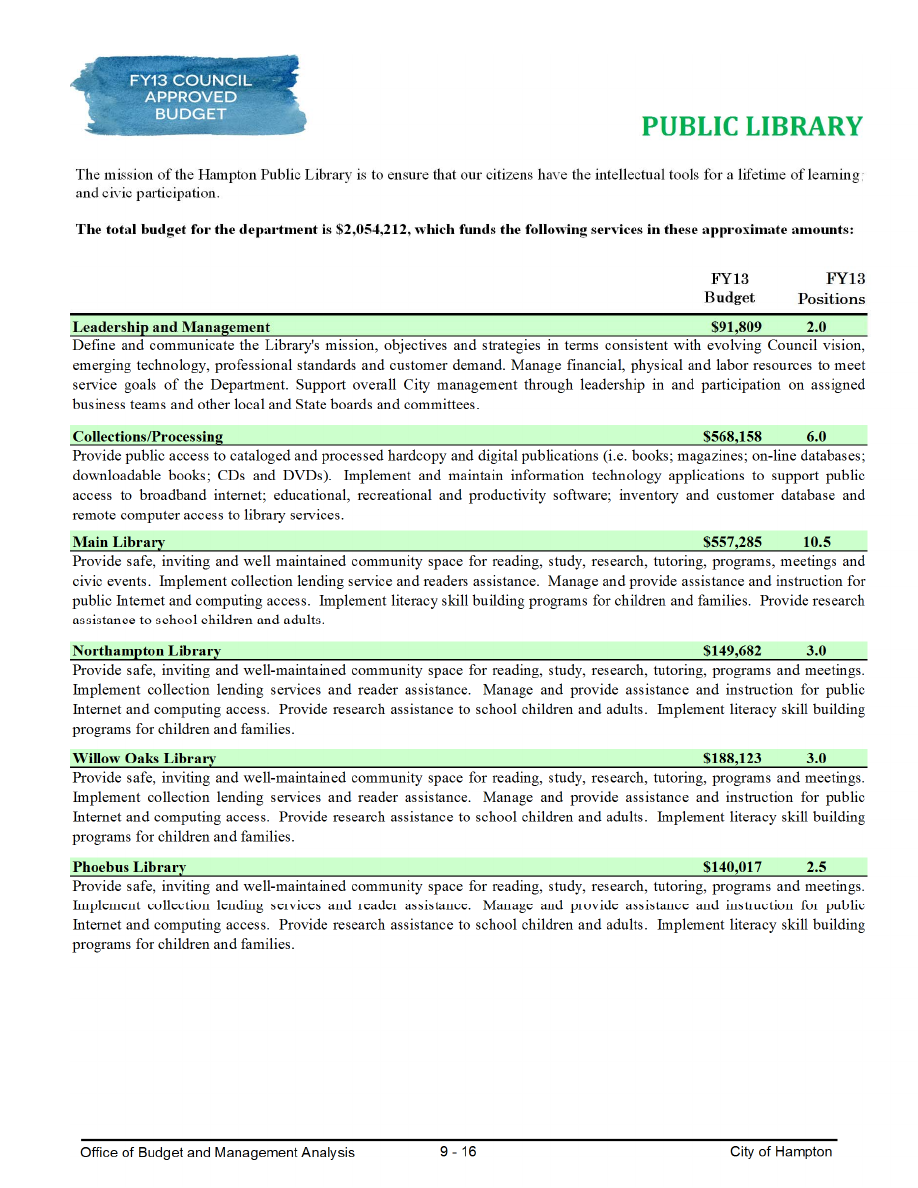 FY13 COUNCIL
APPROVED
BUDGET
PUBLIC LIBRARY
The mission of the Hampton Public Library is to ensure that our citizens have the intellectual tools for a lifetime of learning
and civic participation.
The total budget for the department is $2,054,212, which funds the following services in these approximate amounts:
FY13 FY13
Budget Positions
Leadership and Management $91,809 2.0
Define and communicate the Library's mission, objectives and strategies in terms consistent with evolving Council vision,
emerging technology, professional standards and customer demand. Manage financial, physical and labor resources to meet
service goals of the Department. Support overall City management through leadership in and participation on assigned
business teams and other local and State boards and committees.
Collections/Processing $568,158 6.0
Provide public access to cataloged and processed hardcopy and digital publications (i.e. books; magazines; on-line databases;
downloadable books; CDs and DVDs). Implement and maintain information technology applications to support public
access to broadband internet; educational, recreational and productivity software; inventory and customer database and
remote computer access to library services.
Main Library $557,285 10.5
Provide safe, inviting and well maintained community space for reading, study, research, tutoring, programs, meetings and
civic events. Implement collection lending service and readers assistance. Manage and provide assistance and instruction for
public Internet and computing access. Implement literacy skill building programs for children and families. Provide research
assistance to school children and adults.
Northampton Library $149,682 3.0
Provide safe, inviting and well-maintained community space for reading, study, research, tutoring, programs and meetings.
Implement collection lending services and reader assistance. Manage and provide assistance and instruction for public
Internet and computing access. Provide research assistance to school children and adults. Implement literacy skill building
programs for children and families.
Willow Oaks Library $188,123 3.0
Provide safe, inviting and well-maintained community space for reading, study, research, tutoring, programs and meetings.
Implement collection lending services and reader assistance. Manage and provide assistance and instruction for public
Internet and computing access. Provide research assistance to school children and adults. Implement literacy skill building
programs for children and families.
Phoebus Library $140,017 2.5
Provide safe, inviting and well-maintained community space for reading, study, research, tutoring, programs and meetings.
Implement collection lending services and reader assistance. Manage and provide assistance and instruction for public
Internet and computing access. Provide research assistance to school children and adults. Implement literacy skill building
programs for children and families.
Office of Budget and Management Analysis 9 - 16 City of Hampton